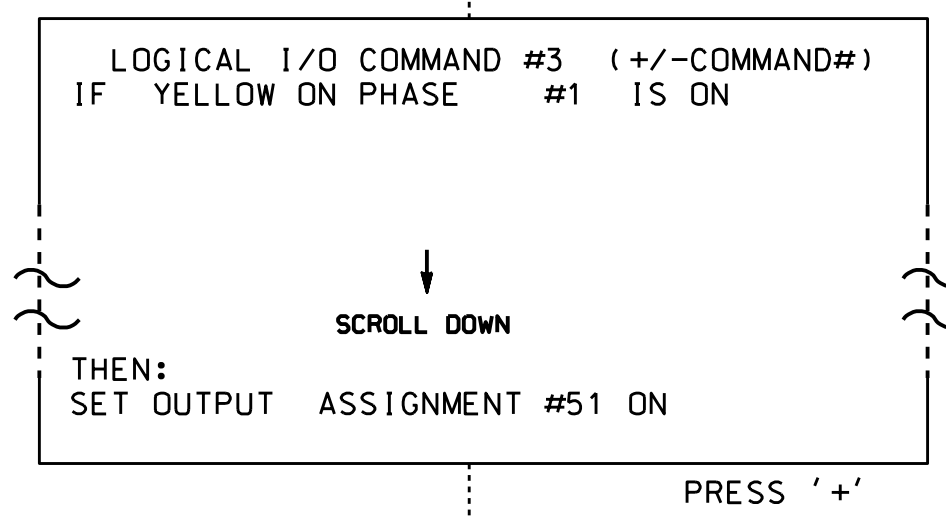 LOGICAL I/O COMMAND #3 (+/-COMMAND#)
IF YELLOW ON PHASE #1 IS ON
SCROLL DOWN
THEN:
SET OUTPUT ASSIGNMENT #51 ON
PRESS '+'